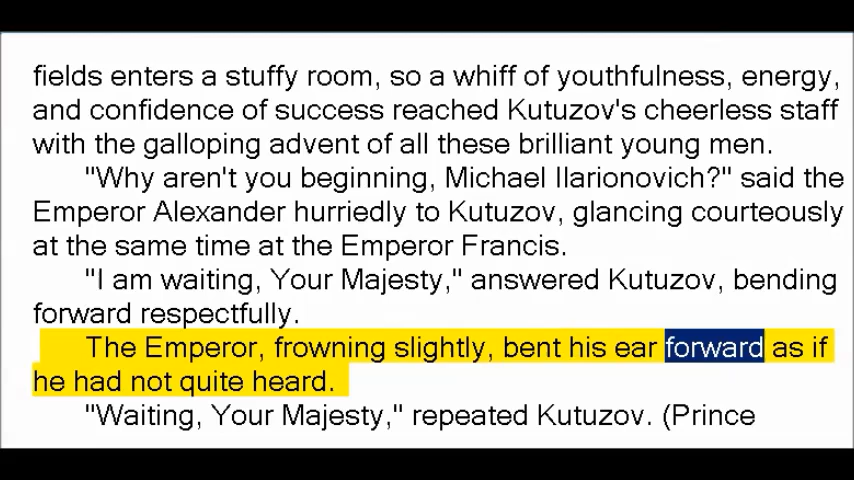 fields enters a stuffy room, so a whiff of youthfulness, energy,
and confidence of success reached Kutuzov's cheerless staff
with the galloping advent of all these brilliant young men.
"Why aren't you beginning, Michael Ilarionovich?" said the
Emperor Alexander hurriedly to Kutuzov, glancing courteously
at the same time at the Emperor Francis.
"I am waiting, Your Majesty," answered Kutuzov, bending
forward respectfully.
The Emperor, frowning slightly, bent his ear forward as if
he had not quite heard.
"Waiting, Your Majesty," repeated Kutuzov. (Prince